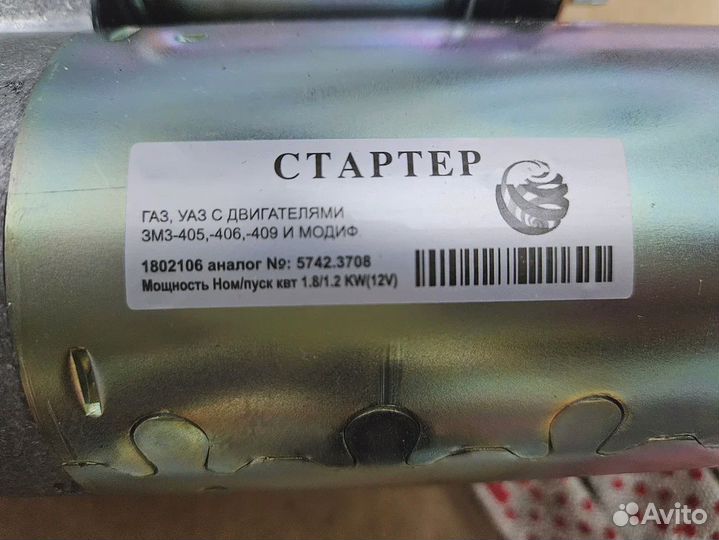 СТАРТЕР
ГАЗ, УАЗ С ДВИГАТЕЛЯМИ
ЗМЗ-405,-406,-409 И МОДИФ.
1802106 аналог №: 5742.3708
Мощность Ном/пуск квт 1.8/1.2 KW(12V)
Avito